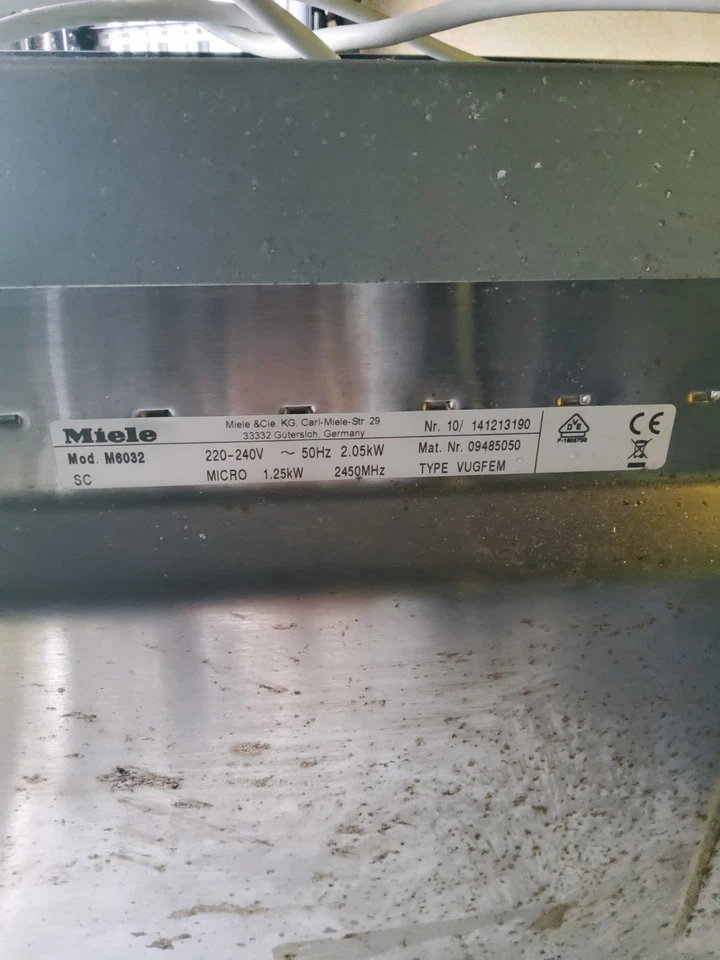 Miele
Miele &Cie. KG, Carl-Miele-Str. 29
33332 Gütersloh, Germany
Nr. 10/ 141213190
Mod. M6032
220-240V ~ 50Hz 2.05kW
Mat. Nr. 09485050
SC
MICRO 1.25kW 2450MHz
TYPE VUGFEM
CE